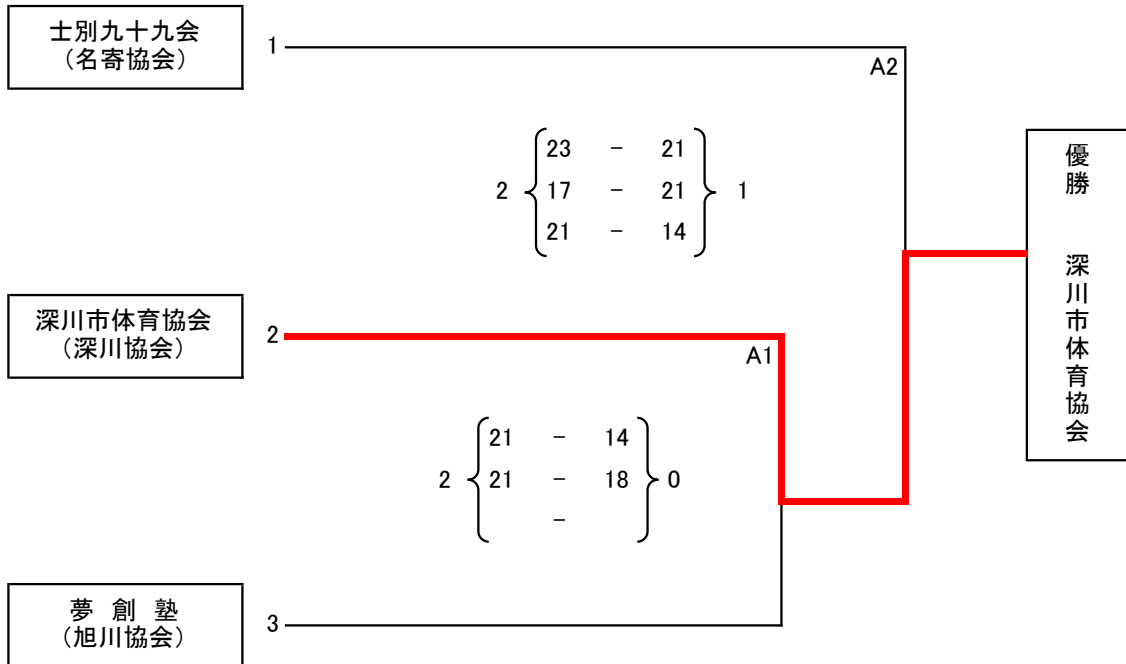 士別九十九会
（名寄協会）
1
A2
23 - 21
2 17 - 21 1
21 - 14
優勝 深川市体育協会
深川市体育協会
（深川協会）
2
A1
21 - 14
2 21 - 18 0
-
夢 創 塾
（旭川協会）
3